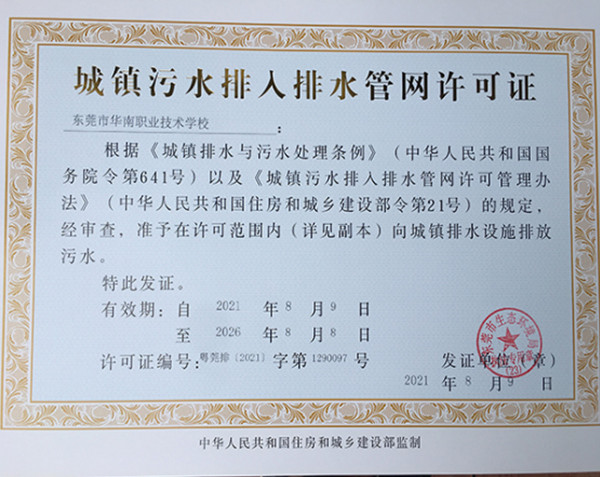 城镇污水排入排水管网许可证
东莞市华南职业技术学校：
根据《城镇排水与污水处理条例》（中华人民共和国国
务院令第641号）以及《城镇污水排入排水管网许可管理办
法》（中华人民共和国住房和城乡建设部令第21号）的规定，
经审查，准予在许可范围内（详见副本）向城镇排水设施排放
污水。
特此发证。
有效期：自 2021 年 8 月 9 日
至 2026 年 8 月 8 日
许可证编号：粤莞排〔2021〕字第 1290097 号
发证单位（章）
2021 年 8 月 9 日
东莞市生态环境局
(23)
中华人民共和国住房和城乡建设部监制